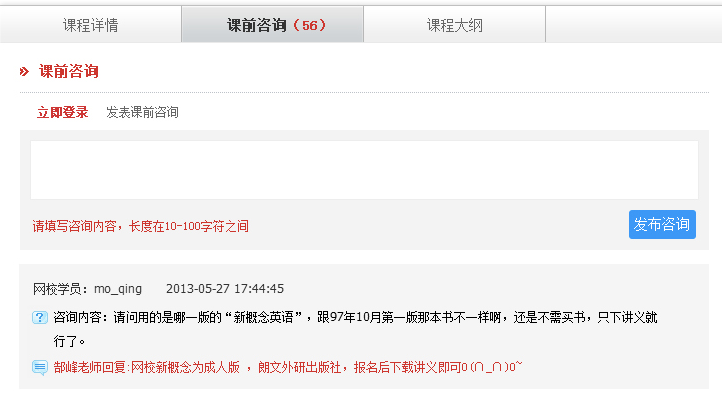 课程详情
课前咨询（56）
课程大纲
课前咨询
立即登录 发表课前咨询
请填写咨询内容，长度在10-100字符之间
发布咨询
网校学员：mo_qing 2013-05-27 17:44:45
咨询内容：请问用的是哪一版的“新概念英语”，跟97年10月第一版那本书不一样啊，还是不需买书，只下讲义就
行了。
郜峰老师回复:网校新概念为成人版 ，朗文外研出版社，报名后下载讲义即可O(∩_∩)O~